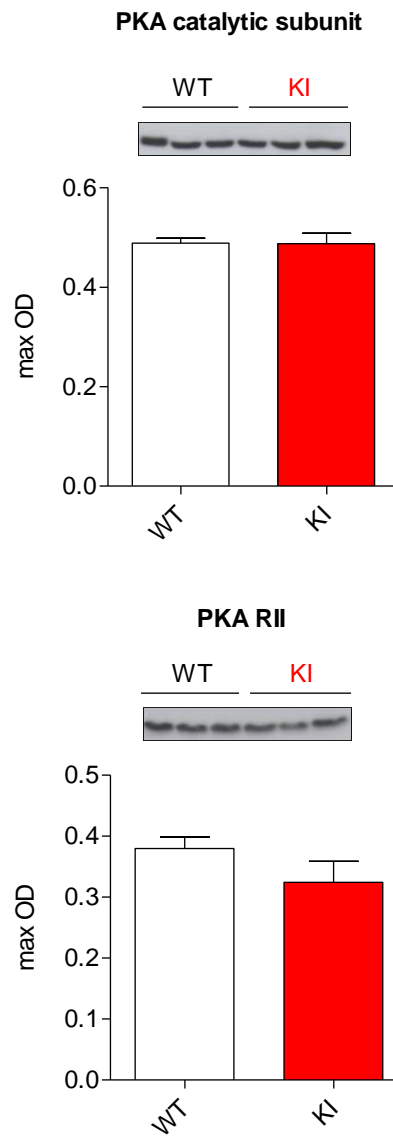 PKA catalytic subunit
WT KI
0.6
0.4
0.2
0.0
max OD
WT KI
PKA RII
WT KI
0.5
0.4
0.3
0.2
0.1
0.0
max OD
WT KI